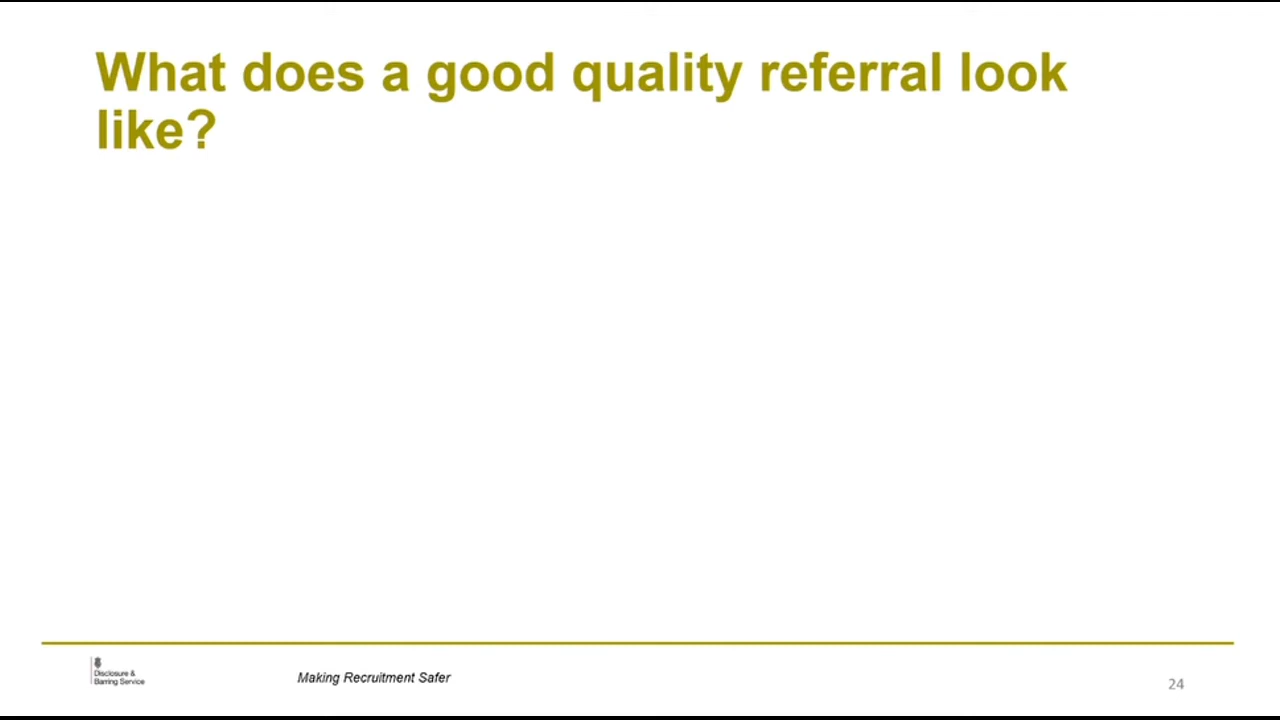 What does a good quality referral look
like?
Disclosure &
Barring Service
Making Recruitment Safer
24